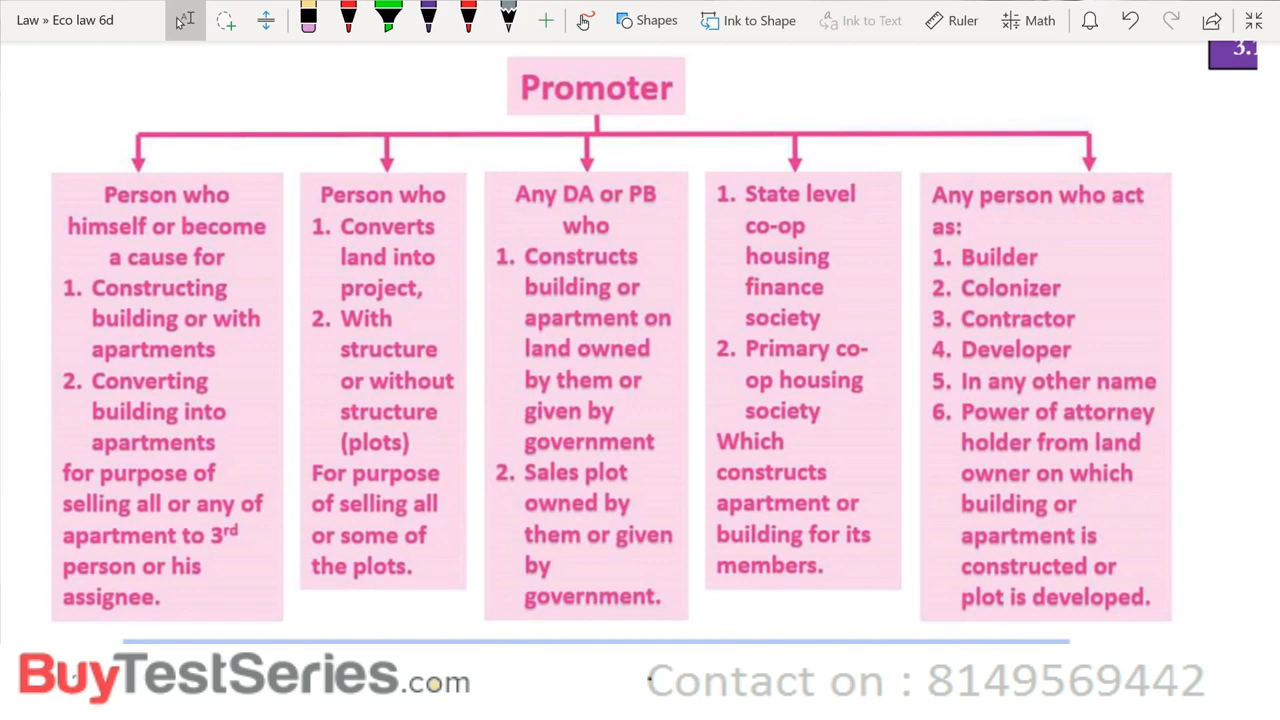 Law » Eco law 6d
Shapes
Ink to Shape
Ink to Text
Ruler
Math
Promoter
Person who
himself or become
a cause for
1. Constructing
building or with
apartments
2. Converting
building into
apartments
for purpose of
selling all or any of
apartment to 3rd
person or his
assignee.
Person who
1. Converts
land into
project,
2. With
structure
or without
structure
(plots)
For purpose
of selling all
or some of
the plots.
Any DA or PB
who
1. Constructs
building or
apartment on
land owned
by them or
given by
government
2. Sales plot
owned by
them or given
by
government.
1. State level
co-op
housing
finance
society
2. Primary co-
op housing
society
Which
constructs
apartment or
building for its
members.
Any person who act
as:
1. Builder
2. Colonizer
3. Contractor
4. Developer
5. In any other name
6. Power of attorney
holder from land
owner on which
building or
apartment is
constructed or
plot is developed.
BuyTestSeries.com
Contact on : 8149569442